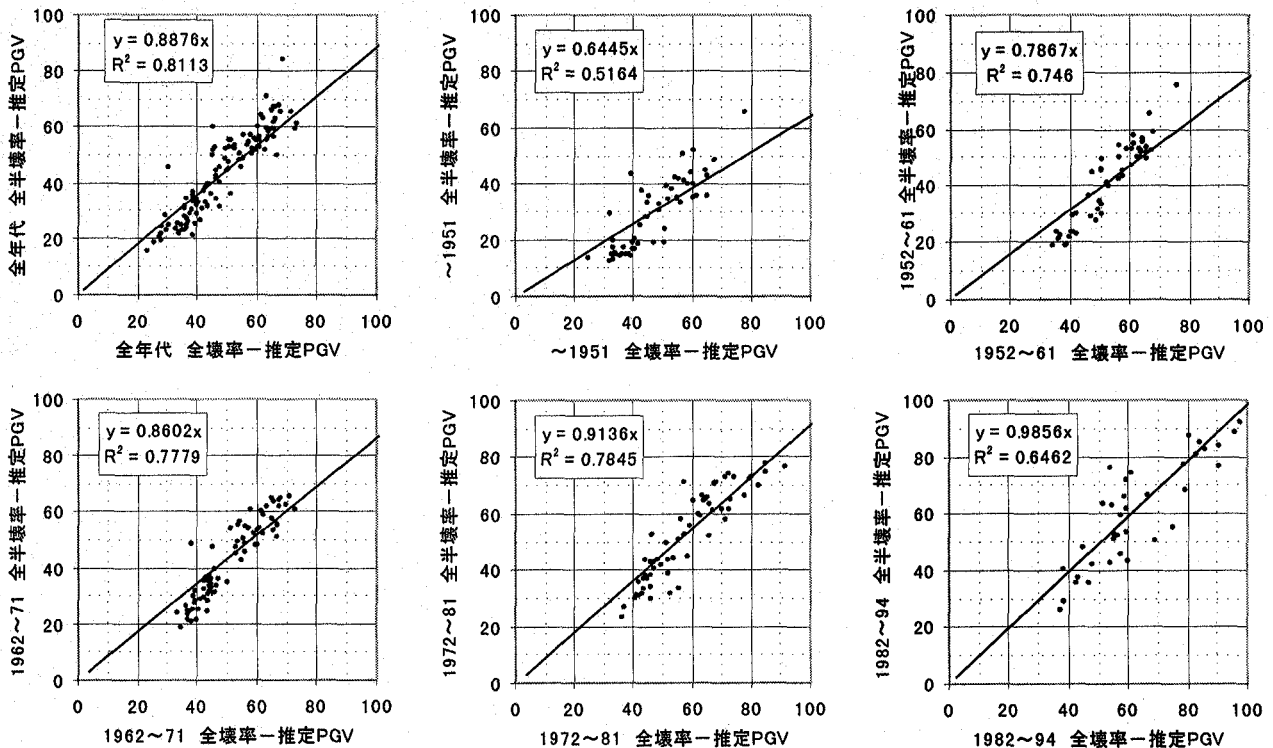 全年代 全半壊率－推定PGV
100
80
60
40
20
0
y = 0.8876x
R² = 0.8113
0 20 40 60 80 100
全年代 全壊率－推定PGV
～1951 全半壊率－推定PGV
100
80
60
40
20
0
y = 0.6445x
R² = 0.5164
0 20 40 60 80 100
～1951 全壊率－推定PGV
1952～61 全半壊率－推定PGV
100
80
60
40
20
0
y = 0.7867x
R² = 0.746
0 20 40 60 80 100
1952～61 全壊率－推定PGV
1962～71 全半壊率－推定PGV
100
80
60
40
20
0
y = 0.8602x
R² = 0.7779
0 20 40 60 80 100
1962～71 全壊率－推定PGV
1972～81 全半壊率－推定PGV
100
80
60
40
20
0
y = 0.9136x
R² = 0.7845
0 20 40 60 80 100
1972～81 全壊率－推定PGV
1982～94 全半壊率－推定PGV
100
80
60
40
20
0
y = 0.9856x
R² = 0.6462
0 20 40 60 80 100
1982～94 全壊率－推定PGV